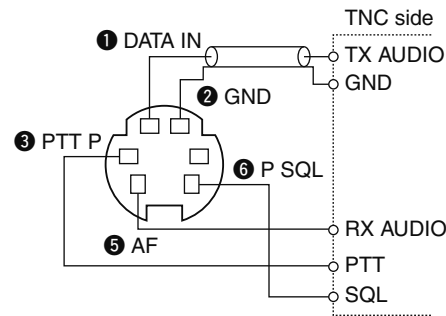 TNC side
❶ DATA IN
TX AUDIO
❷ GND
GND
❸ PTT P
❻ P SQL
❺ AF
RX AUDIO
PTT
SQL